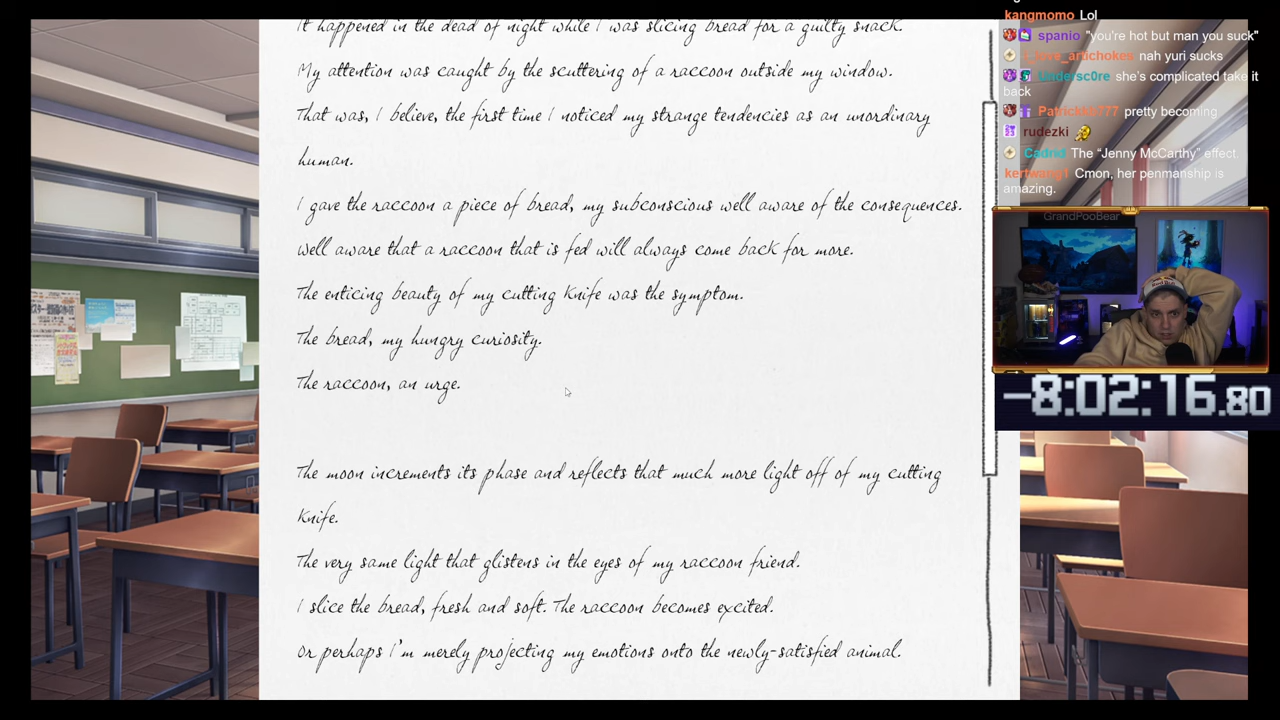 It happened in the dead of night while I was slicing bread for a guilty snack.
My attention was caught by the scuttering of a raccoon outside my window.
That was, I believe, the first time I noticed my strange tendencies as an unordinary
human.
I gave the raccoon a piece of bread, my subconscious well aware of the consequences.
Well aware that a raccoon that is fed will always come back for more.
The enticing beauty of my cutting knife was the symptom.
The bread, my hungry curiosity.
The raccoon, an urge.
The moon increments its phase and reflects that much more light off of my cutting
knife.
The very same light that glistens in the eyes of my raccoon friend.
I slice the bread, fresh and soft. The raccoon becomes excited.
Or perhaps I'm merely projecting my emotions onto the newly-satisfied animal.
kangmomo Lol
spanio "you're hot but man you suck"
i_love_artichokes nah yuri sucks
Undersc0re she's complicated take it
back
pretty becoming
rudezki
Cadrid The “Jenny McCarthy” effect.
Cmon, her penmanship is
amazing.
GrandPooBear
-8:02:16.80